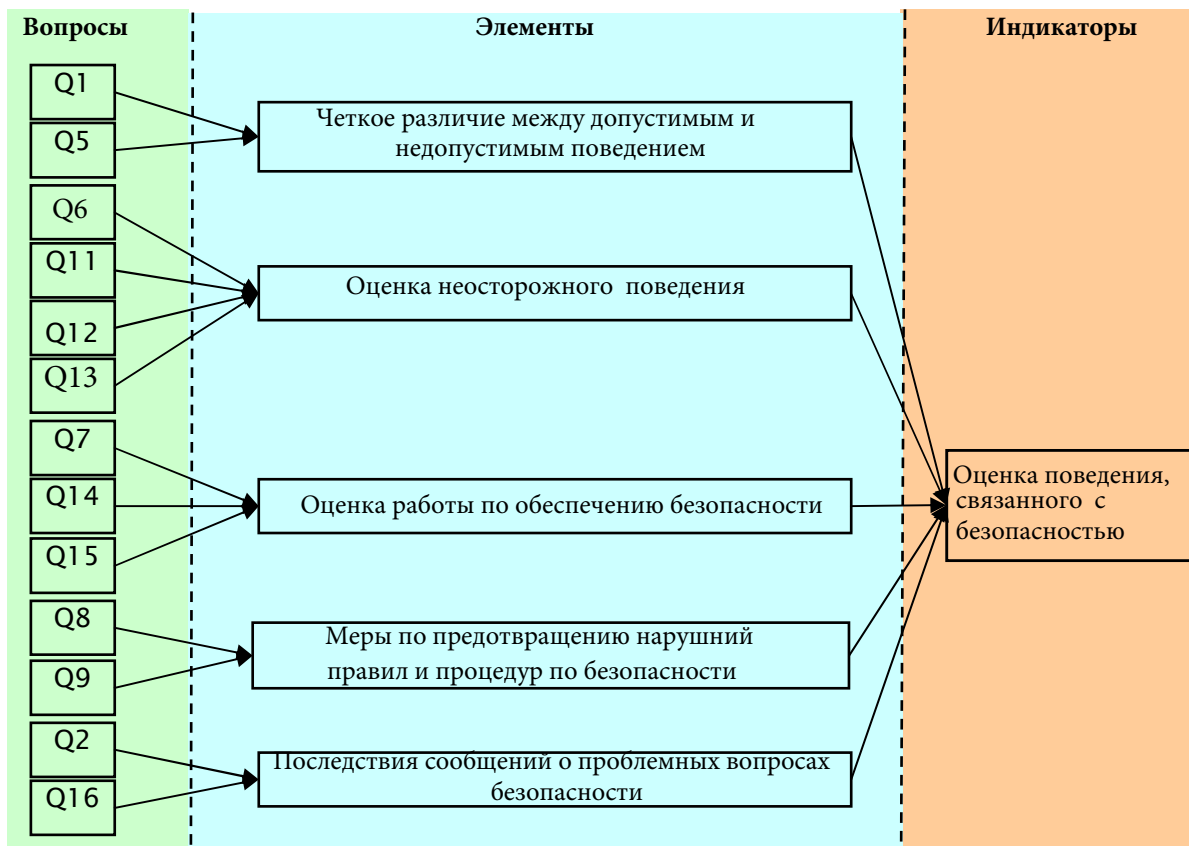 Вопросы
Элементы
Индикаторы
Q1
Q5
Q6
Q11
Q12
Q13
Q7
Q14
Q15
Q8
Q9
Q2
Q16
Четкое различие между допустимым и
недопустимым поведением
Оценка неосторожного поведения
Оценка работы по обеспечению безопасности
Меры по предотвращению нарушний
правил и процедур по безопасности
Последствия сообщений о проблемных вопросах
безопасности
Оценка поведения,
связанного с
безопасностью